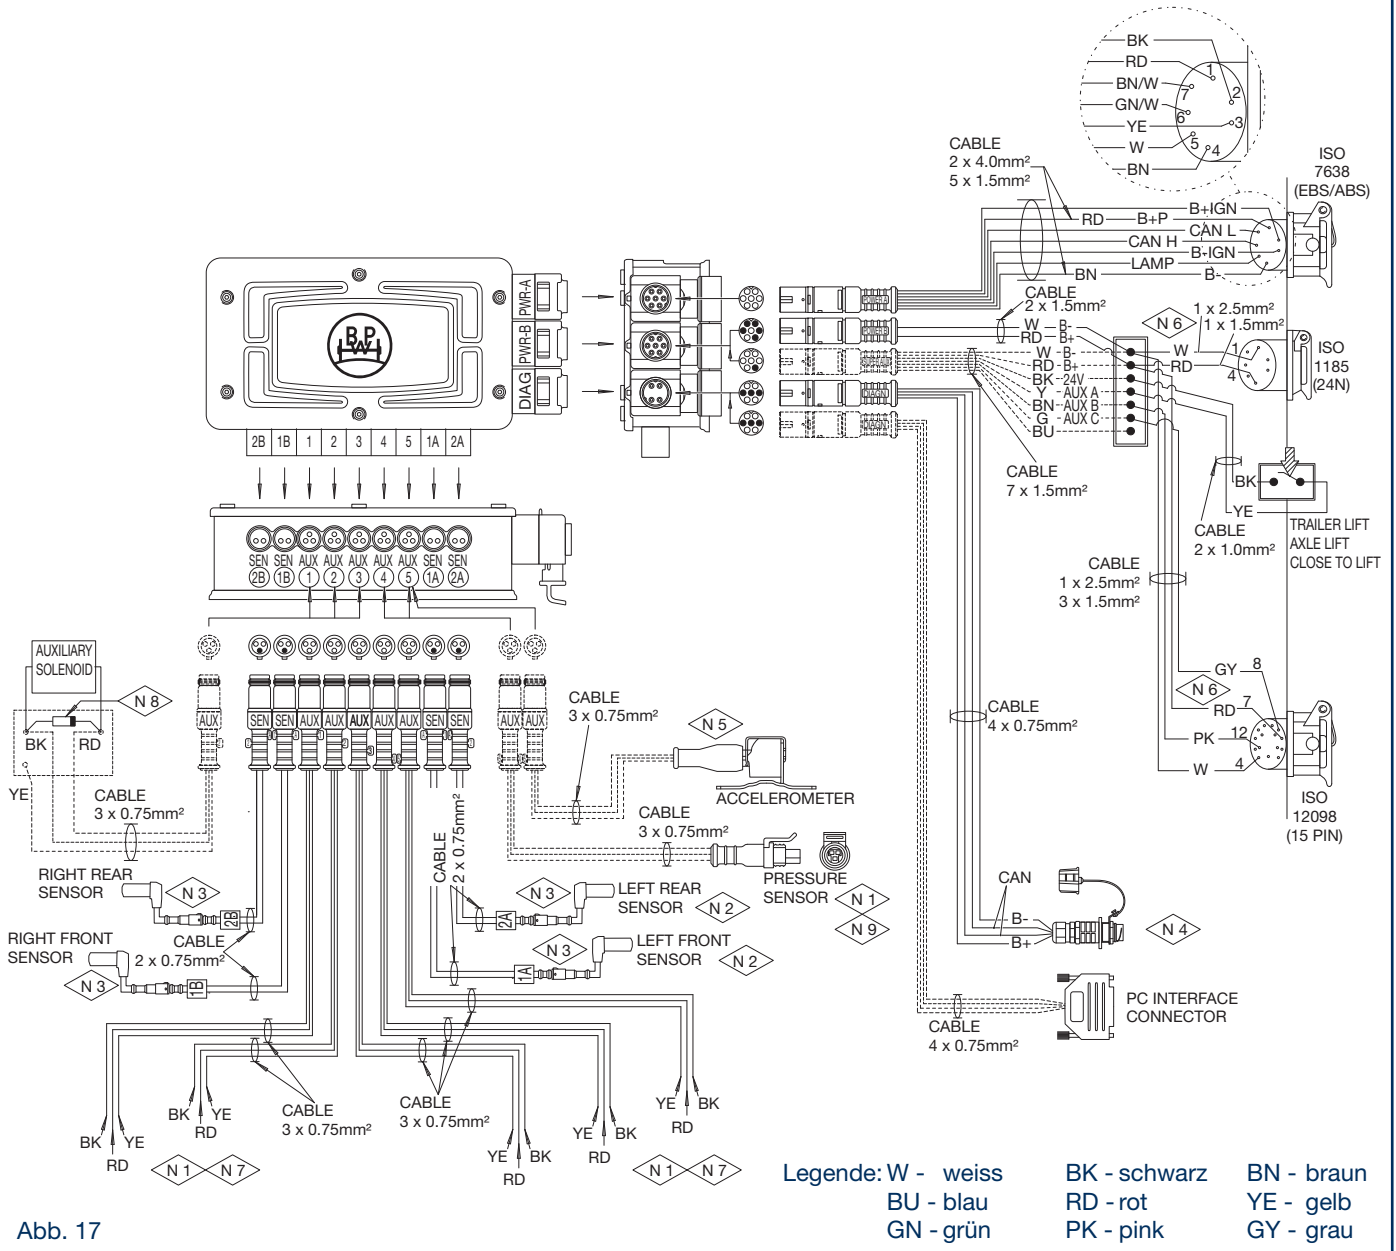 BK
RD
BN/W
GN/W
YE
W
BN
1
2
3
4
5
6
7
CABLE
2 x 4.0mm²
5 x 1.5mm²
ISO
7638
(EBS/ABS)
B+IGN
RD B+P
CAN L
CAN H
B-IGN
LAMP
BN B-
BPW
PWR-A
PWR-B
DIAG
POWER A
POWER B
SUPER AUX
DIAGN
DIAGN
CABLE
2 x 1.5mm²
W B-
RD B+
W B-
RD B+
BK 24V
Y AUX A
BN AUX B
G AUX C
BU
N 6
1 x 2.5mm²
1 x 1.5mm²
W
RD
1
4
ISO
1185
(24N)
CABLE
7 x 1.5mm²
BK
YE
CABLE
2 x 1.0mm²
TRAILER LIFT
AXLE LIFT
CLOSE TO LIFT
CABLE
1 x 2.5mm²
3 x 1.5mm²
2B 1B 1 2 3 4 5 1A 2A
SEN SEN AUX AUX AUX AUX AUX SEN SEN
2B 1B 1 2 3 4 5 1A 2A
AUXILIARY
SOLENOID
N 8
BK RD
YE
CABLE
3 x 0.75mm²
AUX SEN SEN AUX AUX AUX AUX AUX SEN SEN AUX AUX
CABLE
3 x 0.75mm²
N 5
ACCELEROMETER
CABLE
3 x 0.75mm²
PRESSURE
SENSOR
N 1
N 9
CABLE
2 x 0.75mm²
CABLE
4 x 0.75mm²
GY 8
N 6
RD 7
PK 12
W 4
ISO
12098
(15 PIN)
RIGHT REAR
SENSOR
N 3
2B
RIGHT FRONT
SENSOR
N 3
1B
CABLE
2 x 0.75mm²
N 3
2A
LEFT REAR
SENSOR
N 2
N 3
1A
LEFT FRONT
SENSOR
N 2
CAN
B-
B+
N 4
PC INTERFACE
CONNECTOR
CABLE
4 x 0.75mm²
CABLE
3 x 0.75mm²
CABLE
3 x 0.75mm²
BK YE
RD
BK YE
RD
N 1 N 7
YE BK
RD
YE BK
RD
YE BK
RD
N 1 N 7
Legende: W - weiss BK - schwarz BN - braun
BU - blau RD - rot YE - gelb
GN - grün PK - pink GY - grau
Abb. 17